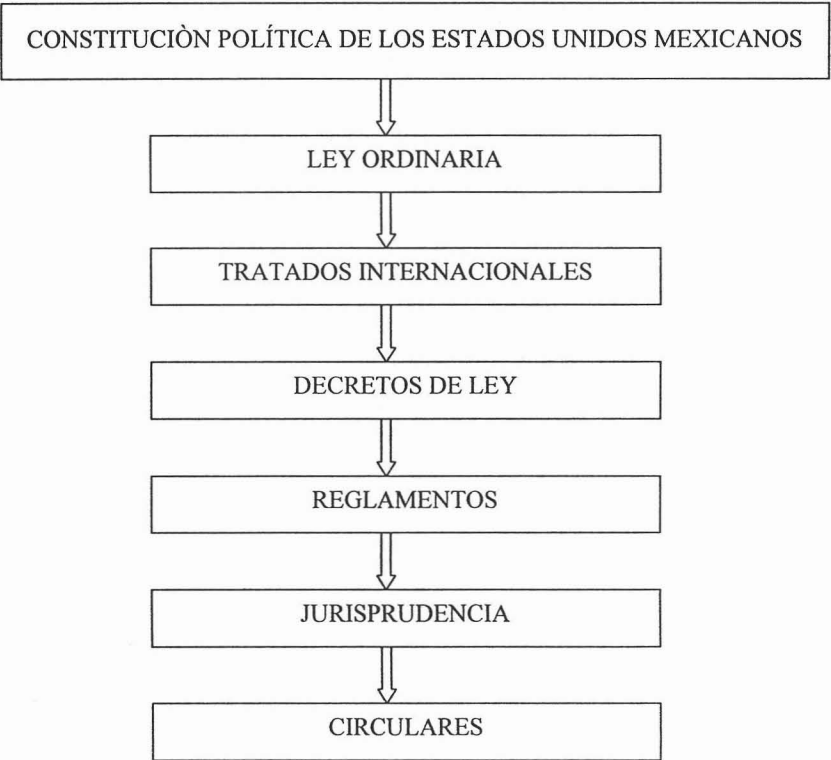 CONSTITUCIÒN POLÍTICA DE LOS ESTADOS UNIDOS MEXICANOS
LEY ORDINARIA
TRATADOS INTERNACIONALES
DECRETOS DE LEY
REGLAMENTOS
JURISPRUDENCIA
CIRCULARES